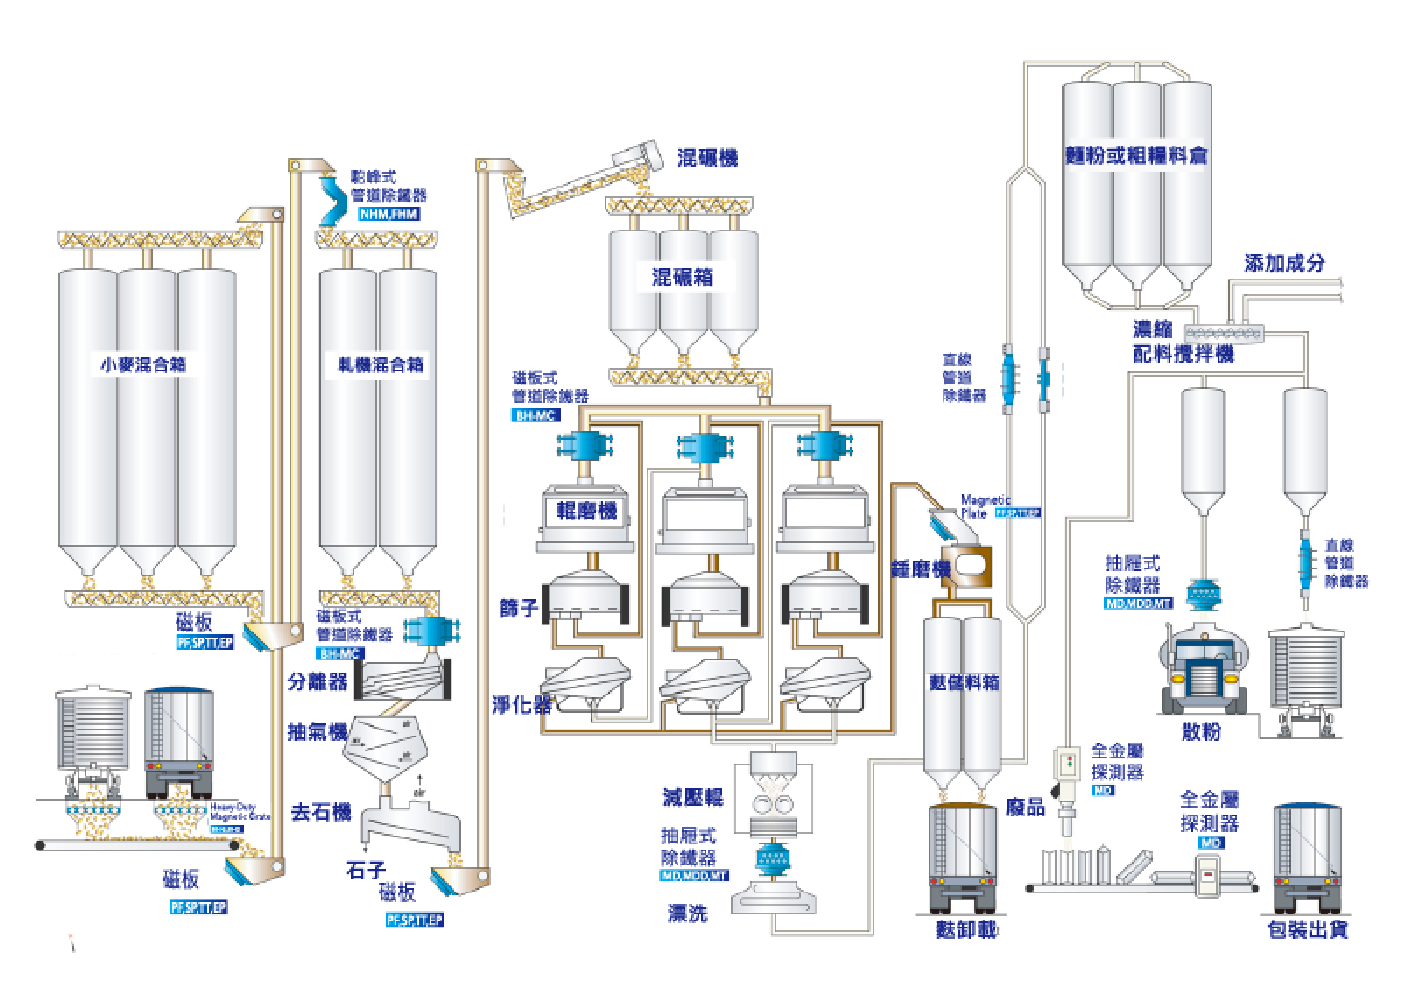 混碾機
駝峰式
管道除鐵器
NHM,FHM
麵粉或粗糧料倉
添加成分
混碾箱
濃縮
配料攪拌機
小麥混合箱
軋機混合箱
磁板式
管道除鐵器
BH-MC
直線
管道
除鐵器
Magnetic
Plate PF,SP,TT,EP
輥磨機
錘磨機
抽屜式
除鐵器
MD,MDD,MT
直線
管道
除鐵器
篩子
磁板
PF,SP,TT,EP
磁板式
管道除鐵器
BH-MC
分離器
淨化器
麩儲料箱
抽氣機
air
air
air
散粉
全金屬
探測器
MD
Heavy-Duty
Magnetic Grate
去石機
減壓輥
廢品
全金屬
探測器
MD
抽屜式
除鐵器
MD,MDD,MT
石子
磁板
PF,SP,TT,EP
磁板
PF,SP,TT,EP
漂洗
麩卸載
包裝出貨